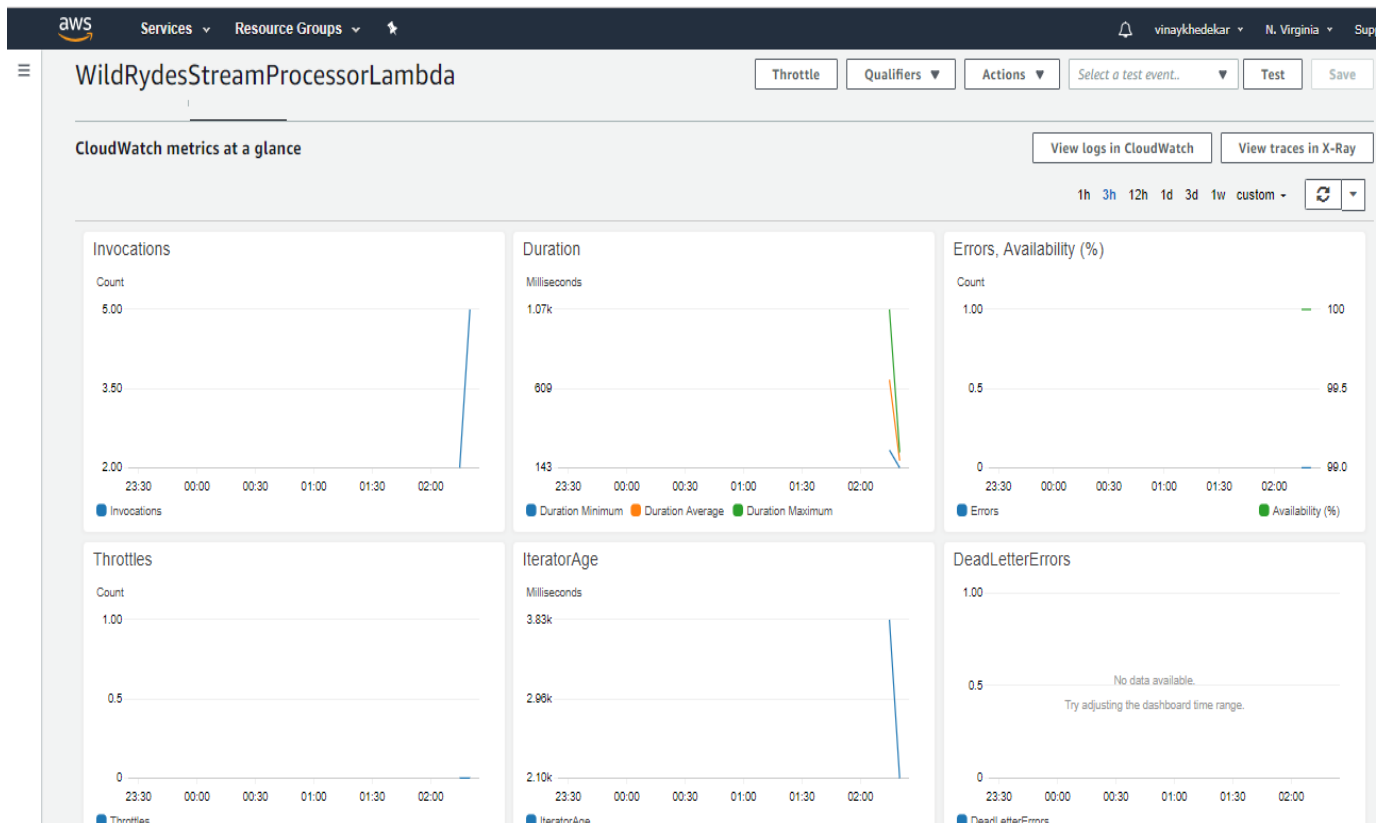 aws Services Resource Groups vinaykhedekar N. Virginia Supp
WildRydesStreamProcessorLambda Throttle Qualifiers Actions Select a test event.. Test Save
CloudWatch metrics at a glance View logs in CloudWatch View traces in X-Ray
1h 3h 12h 1d 3d 1w custom
Invocations
Count
5.00
3.50
2.00
23:30 00:00 00:30 01:00 01:30 02:00
Invocations
Duration
Milliseconds
1.07k
609
143
23:30 00:00 00:30 01:00 01:30 02:00
Duration Minimum Duration Average Duration Maximum
Errors, Availability (%)
Count
1.00 100
0.5 99.5
0 99.0
23:30 00:00 00:30 01:00 01:30 02:00
Errors Availability (%)
Throttles
Count
1.00
0.5
0
23:30 00:00 00:30 01:00 01:30 02:00
Throttles
IteratorAge
Milliseconds
3.83k
2.96k
2.10k
23:30 00:00 00:30 01:00 01:30 02:00
IteratorAge
DeadLetterErrors
1.00
0.5
No data available.
Try adjusting the dashboard time range.
0
23:30 00:00 00:30 01:00 01:30 02:00
DeadLetterErrors